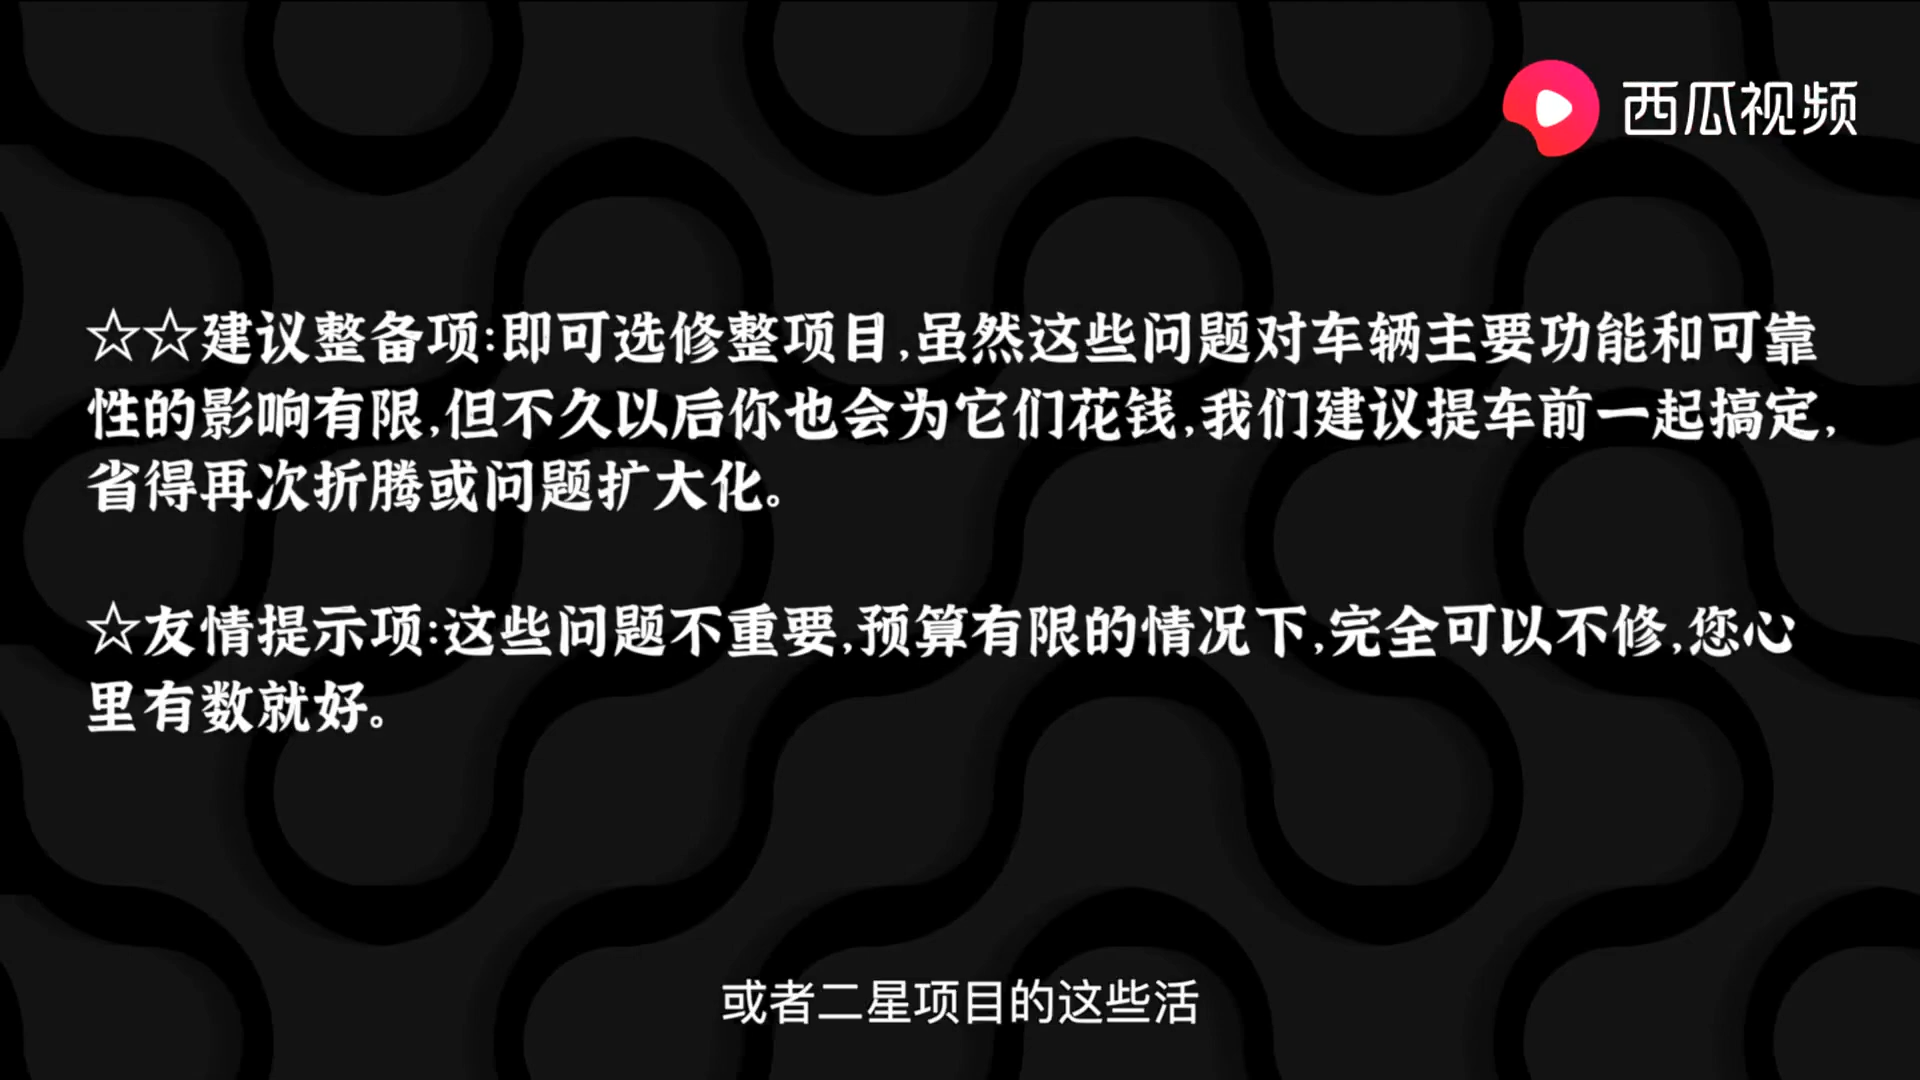 西瓜视频
☆☆建议整备项:即可选修整项目,虽然这些问题对车辆主要功能和可靠
性的影响有限,但不久以后你也会为它们花钱,我们建议提车前一起搞定,
省得再次折腾或问题扩大化。
☆友情提示项:这些问题不重要,预算有限的情况下,完全可以不修,您心
里有数就好。
或者二星项目的这些活